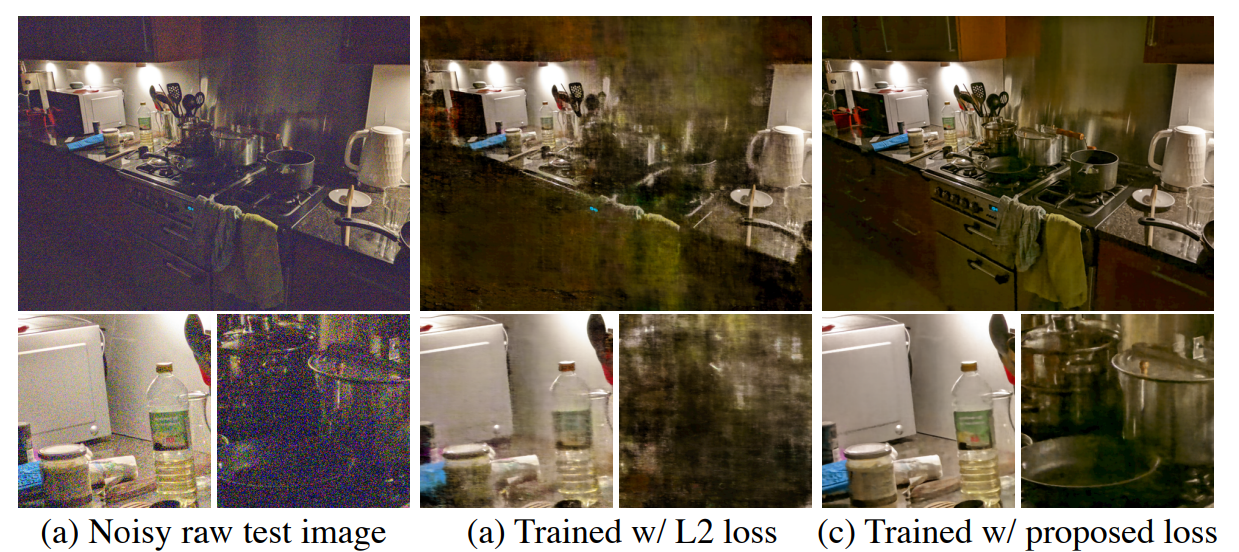 (a) Noisy raw test image
(a) Trained w/ L2 loss
(c) Trained w/ proposed loss